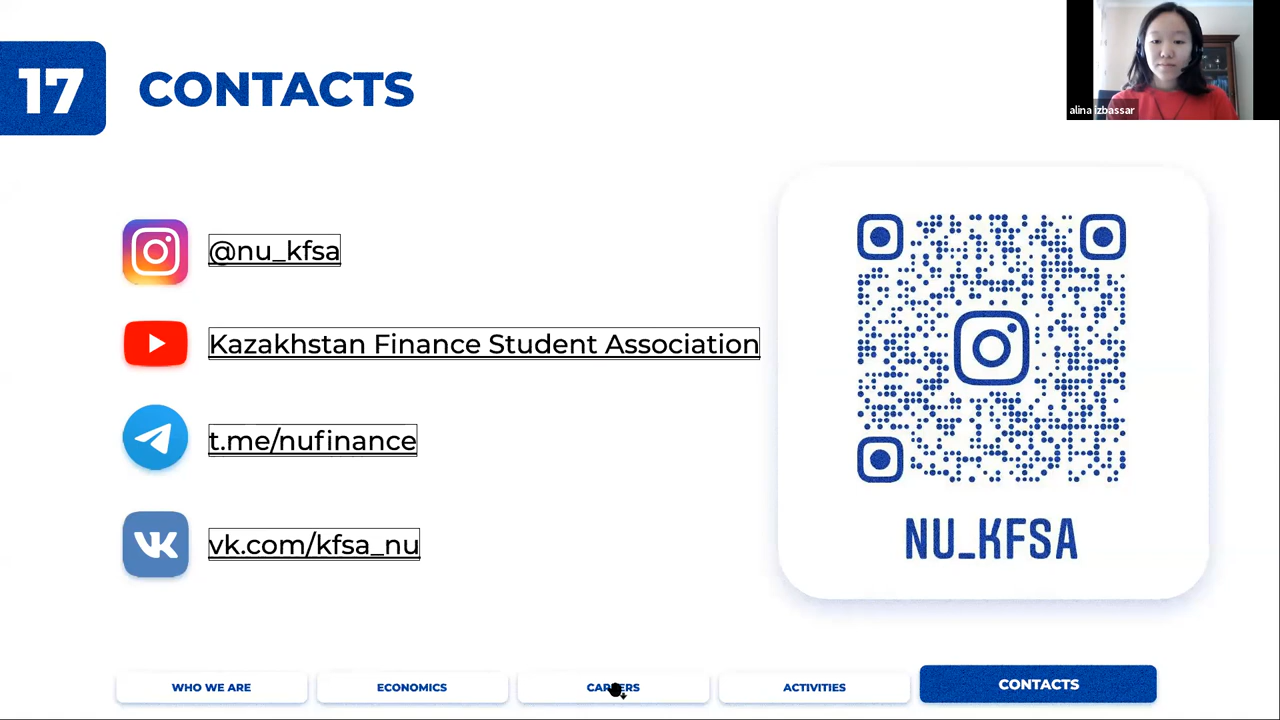 17
CONTACTS
alina izbassar
@nu_kfsa
Kazakhstan Finance Student Association
t.me/nufinance
vk.com/kfsa_nu
NU_KFSA
WHO WE ARE
ECONOMICS
ACTIVITIES
CONTACTS